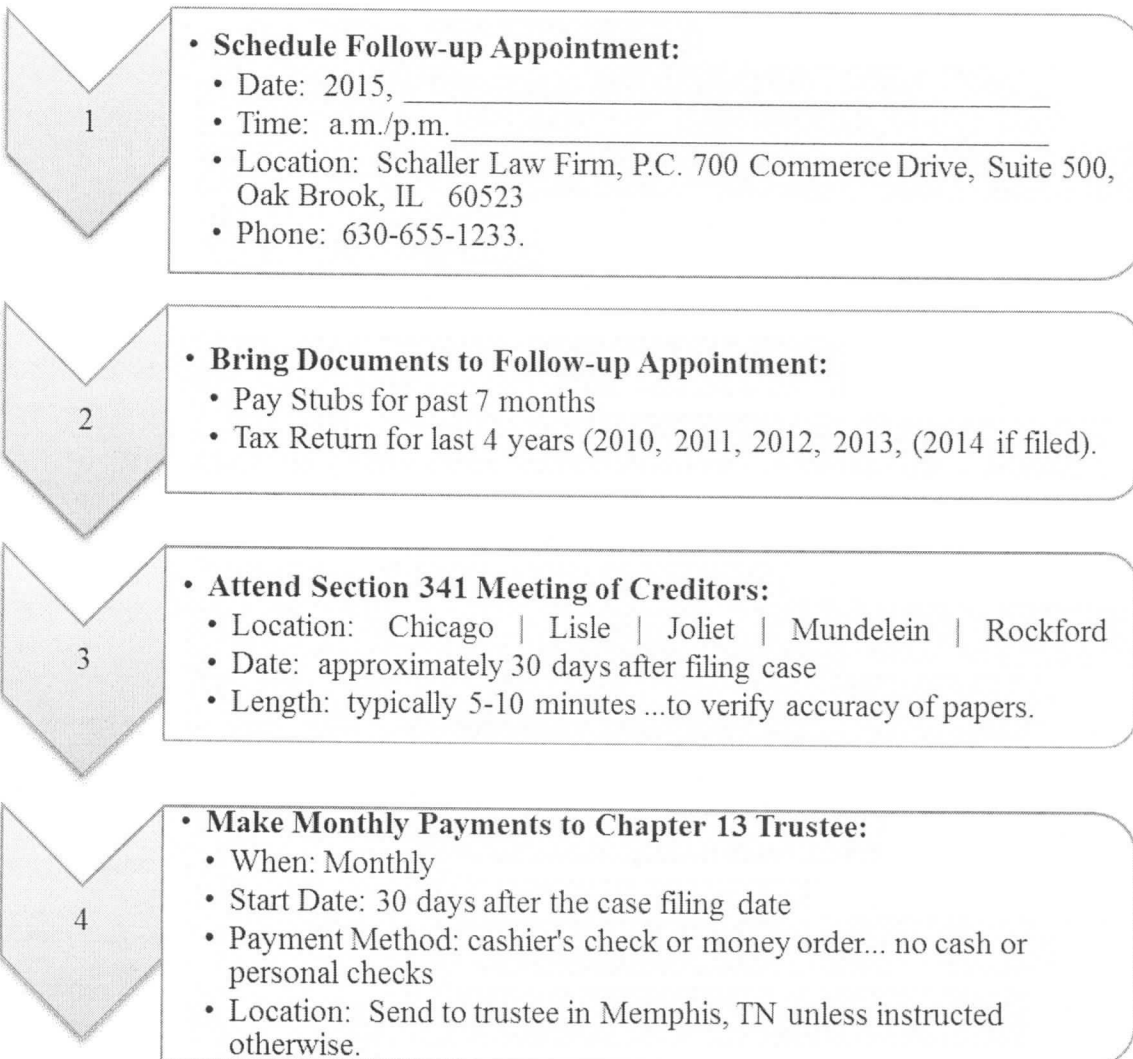 1
• Schedule Follow-up Appointment:
• Date: 2015, ___
• Time: a.m./p.m.___
• Location: Schaller Law Firm, P.C. 700 Commerce Drive, Suite 500,
Oak Brook, IL 60523
• Phone: 630-655-1233.
2
• Bring Documents to Follow-up Appointment:
• Pay Stubs for past 7 months
• Tax Return for last 4 years (2010, 2011, 2012, 2013, (2014 if filed).
3
• Attend Section 341 Meeting of Creditors:
• Location: Chicago | Lisle | Joliet | Mundelein | Rockford
• Date: approximately 30 days after filing case
• Length: typically 5-10 minutes ...to verify accuracy of papers.
4
• Make Monthly Payments to Chapter 13 Trustee:
• When: Monthly
• Start Date: 30 days after the case filing date
• Payment Method: cashier's check or money order... no cash or
personal checks
• Location: Send to trustee in Memphis, TN unless instructed
otherwise.